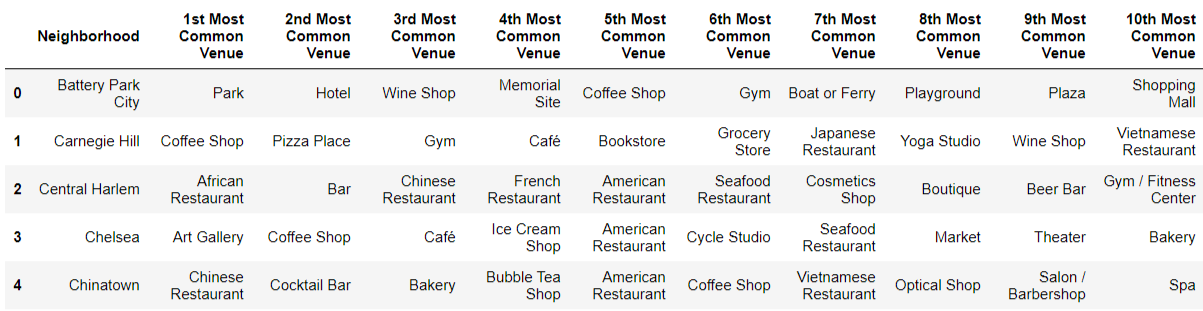 Neighborhood 1st Most Common Venue 2nd Most Common Venue 3rd Most Common Venue 4th Most Common Venue 5th Most Common Venue 6th Most Common Venue 7th Most Common Venue 8th Most Common Venue 9th Most Common Venue 10th Most Common Venue
0 Battery Park City Park Hotel Wine Shop Memorial Site Coffee Shop Gym Boat or Ferry Playground Plaza Shopping Mall
1 Carnegie Hill Coffee Shop Pizza Place Gym Café Bookstore Grocery Store Japanese Restaurant Yoga Studio Wine Shop Vietnamese Restaurant
2 Central Harlem African Restaurant Bar Chinese Restaurant French Restaurant American Restaurant Seafood Restaurant Cosmetics Shop Boutique Beer Bar Gym / Fitness Center
3 Chelsea Art Gallery Coffee Shop Café Ice Cream Shop American Restaurant Cycle Studio Seafood Restaurant Market Theater Bakery
4 Chinatown Chinese Restaurant Cocktail Bar Bakery Bubble Tea Shop American Restaurant Coffee Shop Vietnamese Restaurant Optical Shop Salon / Barbershop Spa